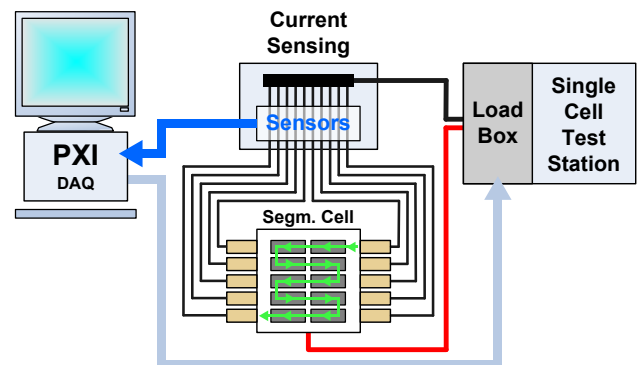 Current
Sensing
Sensors
PXI
DAQ
Load
Box
Single
Cell
Test
Station
Segm. Cell